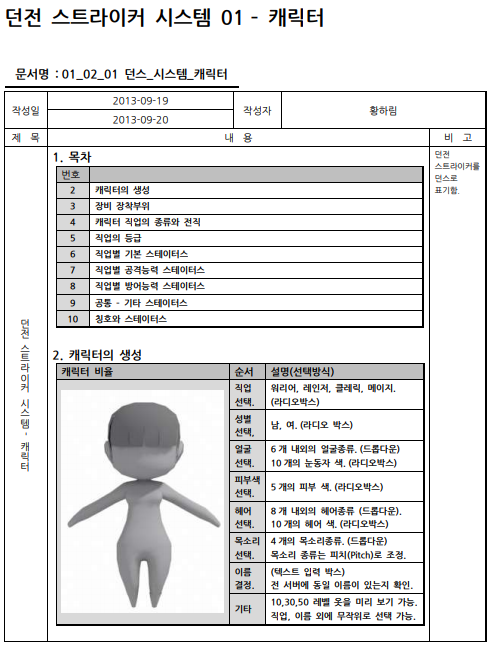 던전 스트라이커 시스템 01 - 캐릭터
문서명 : 01_02_01 던스_시스템_캐릭터
작성일
2013-09-19
2013-09-20
작성자
황하림
제 목
내 용
비 고
던전 스트라이커 시스템 - 캐릭터
1. 목차
번호
2 캐릭터의 생성
3 장비 장착부위
4 캐릭터 직업의 종류와 전직
5 직업의 등급
6 직업별 기본 스테이터스
7 직업별 공격능력 스테이터스
8 직업별 방어능력 스테이터스
9 공통 - 기타 스테이터스
10 칭호와 스테이터스
던전
스트라이커를
던스로
표기함.
2. 캐릭터의 생성
캐릭터 비율
순서
설명(선택방식)
직업
선택.
워리어, 레인저, 클레릭, 메이지.
(라디오박스)
성별
선택,
남, 여. (라디오 박스)
얼굴
선택.
6개 내외의 얼굴종류. (드롭다운)
10개의 눈동자 색. (라디오박스)
피부색
선택.
5개의 피부 색. (라디오박스)
헤어
선택.
8개 내외의 헤어종류 (드롭다운).
10개의 헤어 색. (라디오박스)
목소리
선택.
4개의 목소리종류. (드롭다운)
목소리 종류는 피치(Pitch)로 조정.
이름
결정.
(텍스트 입력 박스)
전 서버에 동일 이름이 있는지 확인.
기타
10,30,50 레벨 옷을 미리 보기 가능.
직업, 이름 외에 무작위로 선택 가능.